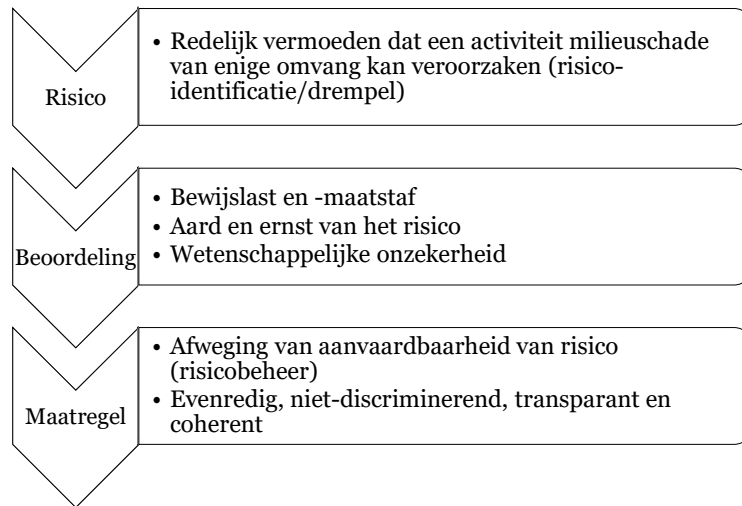 Risico
• Redelijk vermoeden dat een activiteit milieuschade
van enige omvang kan veroorzaken (risico-
identificatie/drempel)
Beoordeling
• Bewijslast en -maatstaf
• Aard en ernst van het risico
• Wetenschappelijke onzekerheid
Maatregel
• Afweging van aanvaardbaarheid van risico
(risicobeheer)
• Evenredig, niet-discriminerend, transparant en
coherent